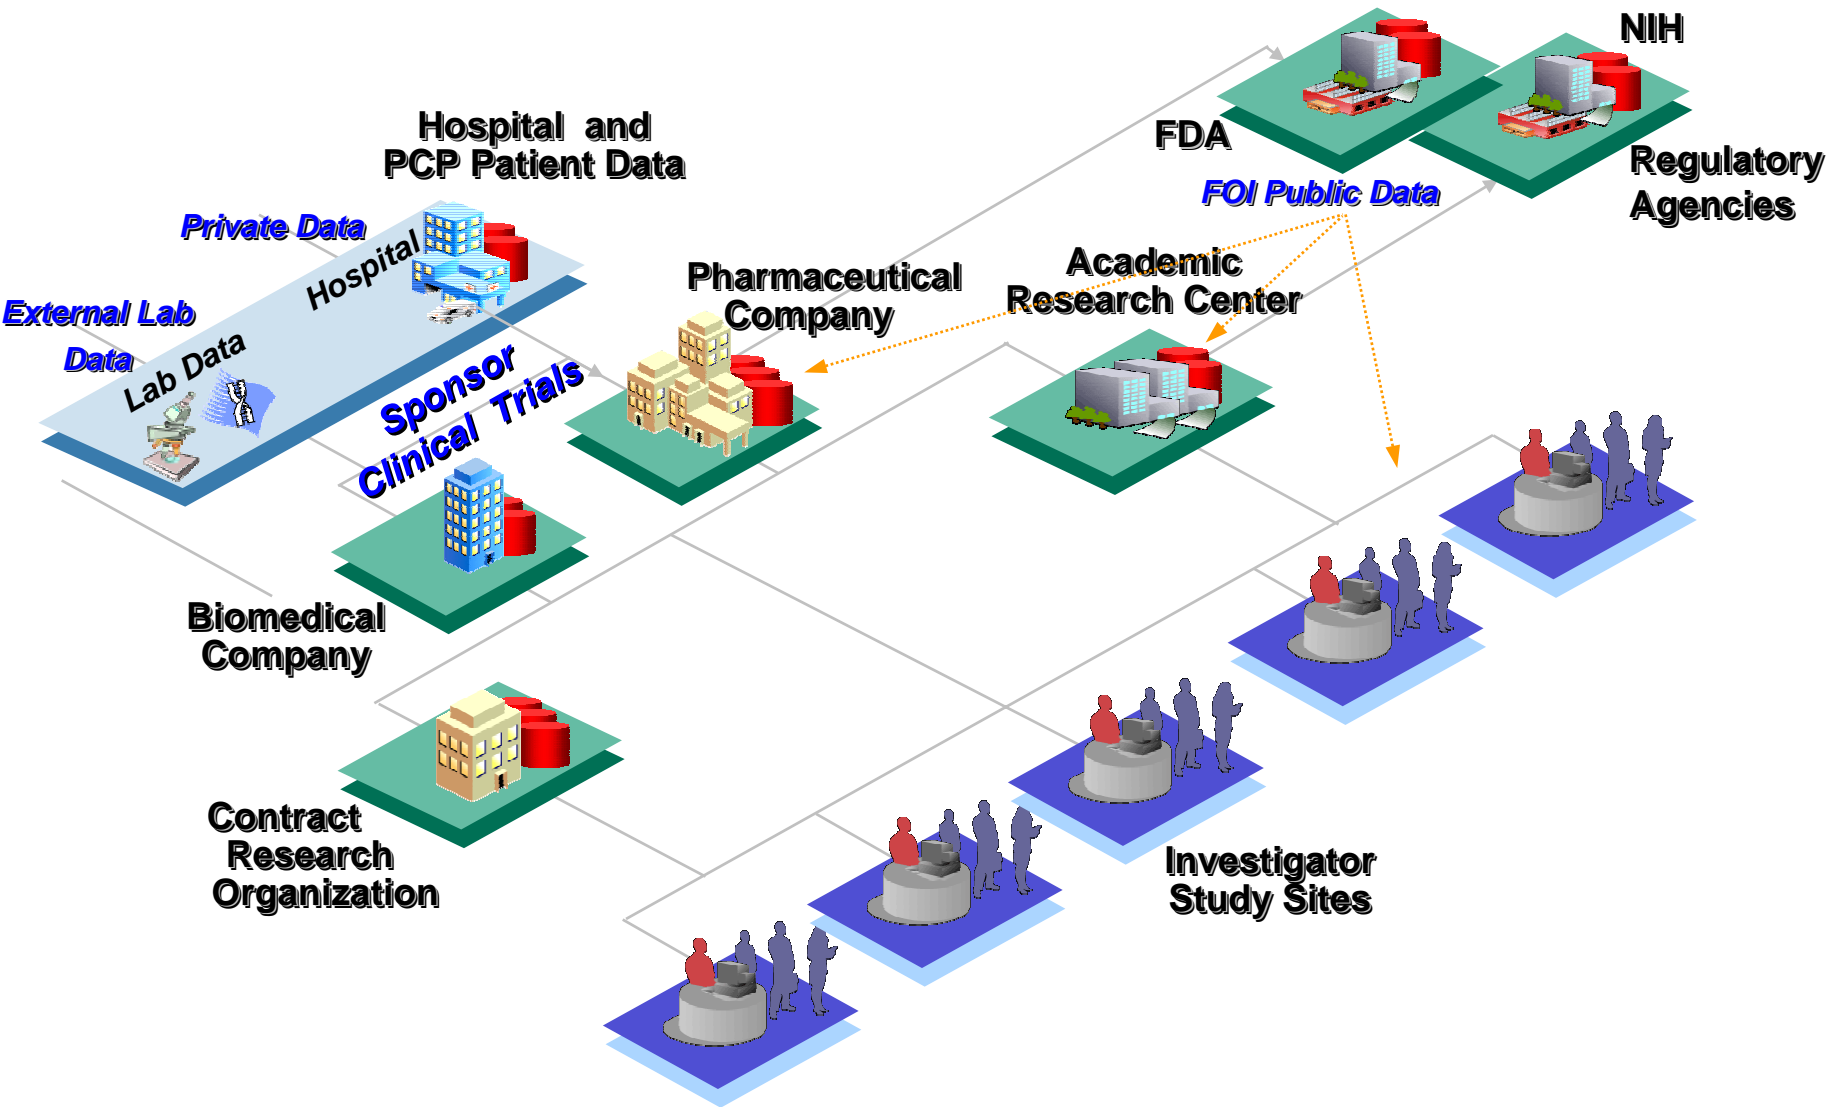 NIH
FDA
Regulatory
Agencies
FOI Public Data
Hospital and
PCP Patient Data
Private Data
Hospital
External Lab
Data
Lab Data
Sponsor
Clinical Trials
Pharmaceutical
Company
Academic
Research Center
Biomedical
Company
Contract
Research
Organization
Investigator
Study Sites